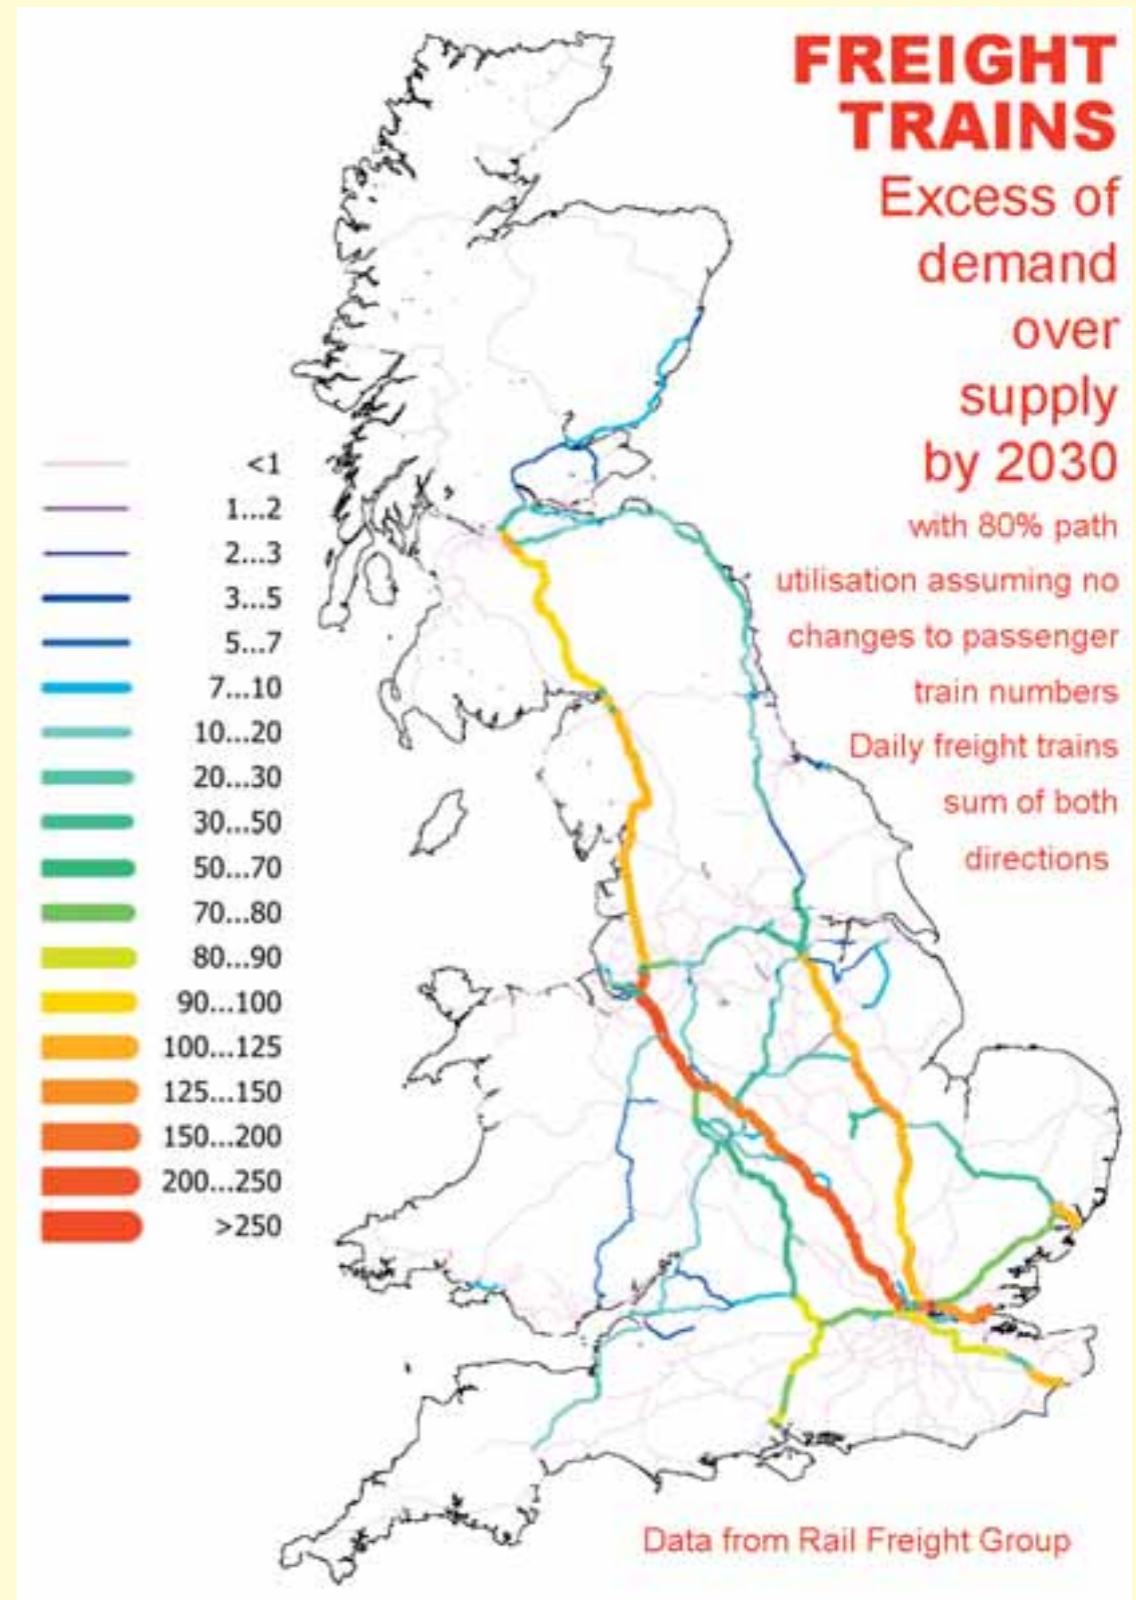 FREIGHT
TRAINS
Excess of
demand
over
supply
by 2030
with 80% path
utilisation assuming no
changes to passenger
train numbers
Daily freight trains
sum of both
directions
<1
1...2
2...3
3...5
5...7
7...10
10...20
20...30
30...50
50...70
70...80
80...90
90...100
100...125
125...150
150...200
200...250
>250
Data from Rail Freight Group